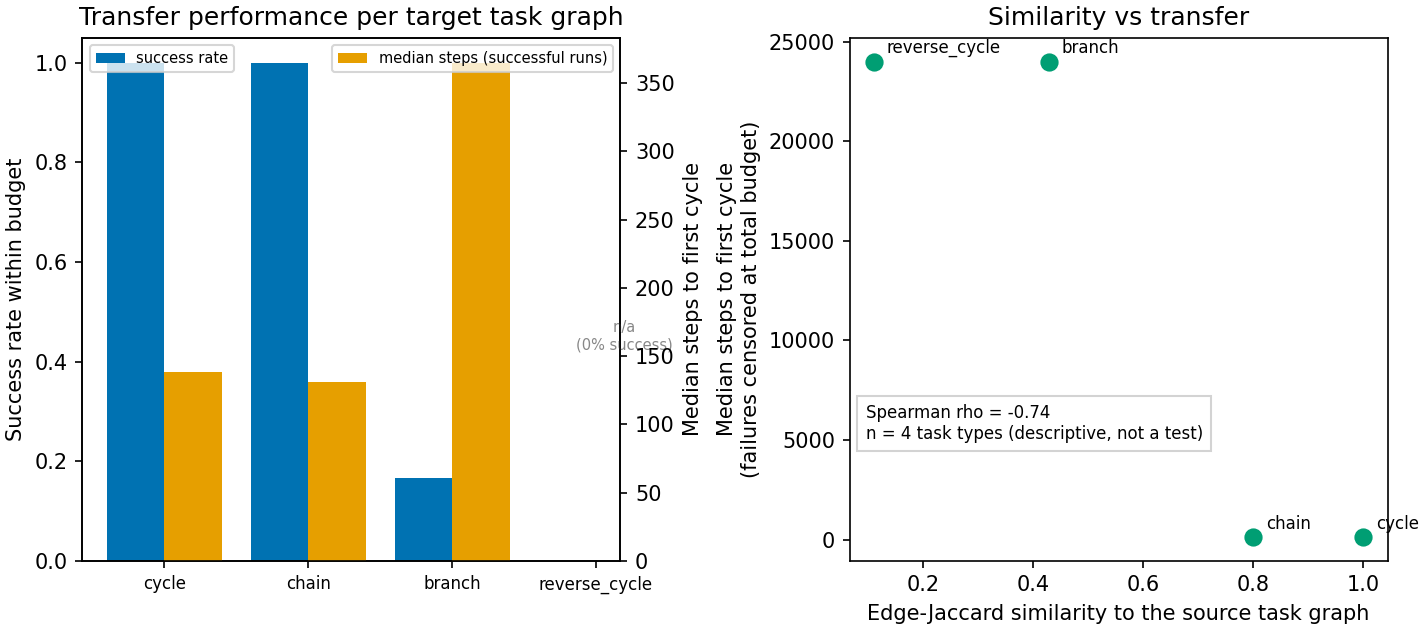 Transfer performance per target task graph
success rate
median steps (successful runs)
Success rate within budget
1.0
0.8
0.6
0.4
0.2
0.0
350
300
250
200
150
100
50
0
n/a
(0% success)
Median steps to first cycle
cycle
chain
branch
reverse_cycle
Similarity vs transfer
Median steps to first cycle
(failures censored at total budget)
25000
20000
15000
10000
5000
0
reverse_cycle
branch
Spearman rho = -0.74
n = 4 task types (descriptive, not a test)
chain
cycle
0.2
0.4
0.6
0.8
1.0
Edge-Jaccard similarity to the source task graph